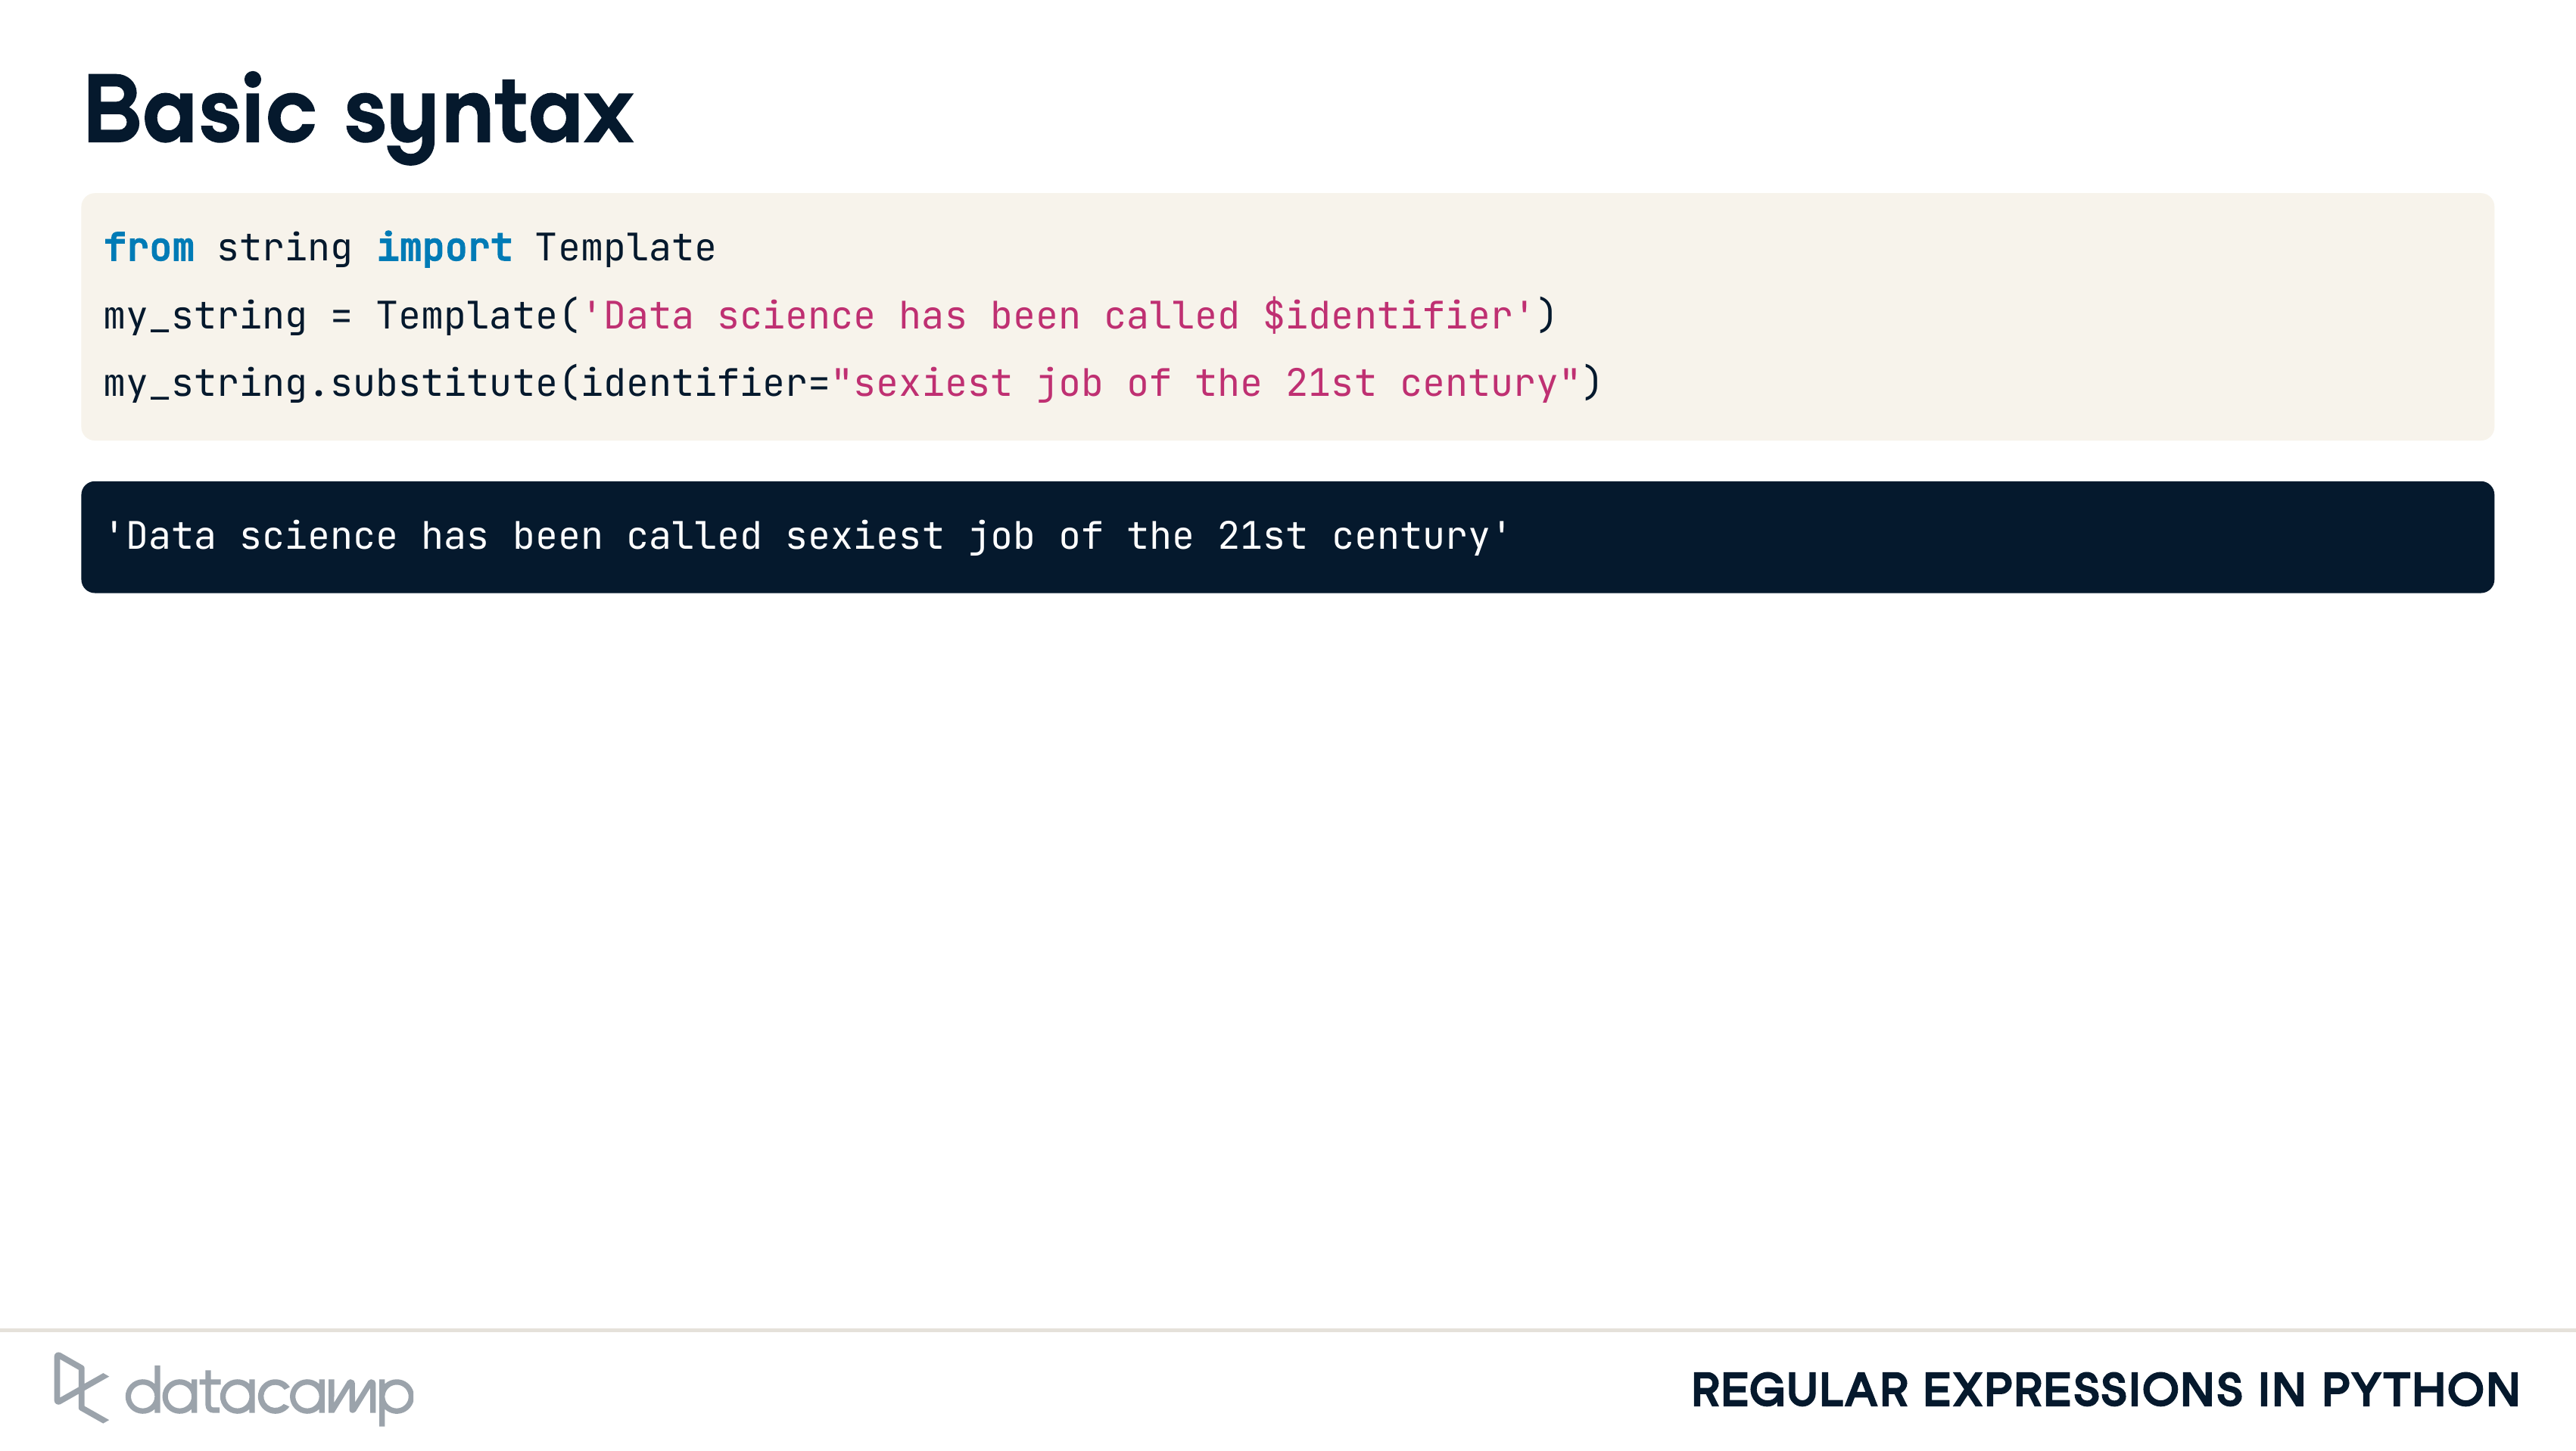 Basic syntax
from string import Template
my_string = Template('Data science has been called $identifier')
my_string.substitute(identifier="sexiest job of the 21st century")
'Data science has been called sexiest job of the 21st century'
datacamp
REGULAR EXPRESSIONS IN PYTHON